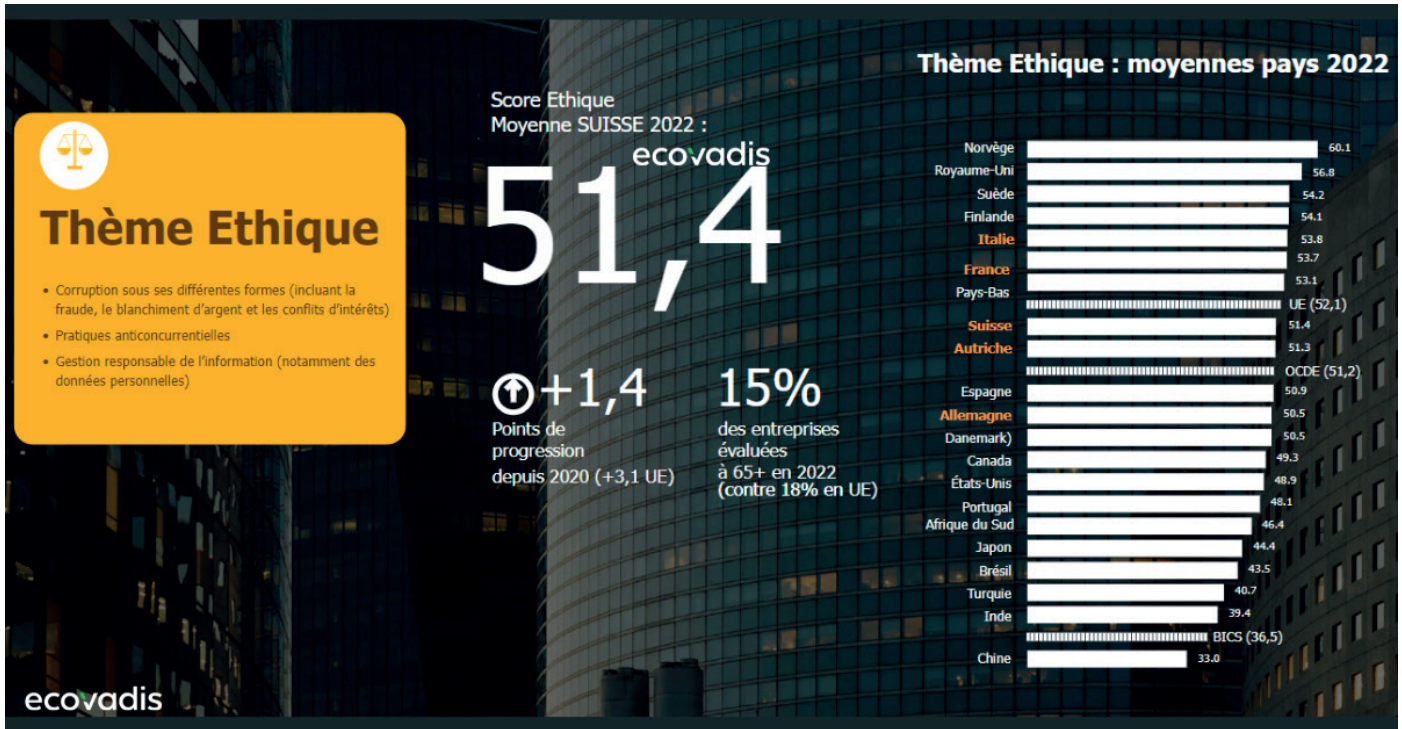 Thème Ethique
• Corruption sous ses différentes formes (incluant la
fraude, le blanchiment d'argent et les conflits d'intérêts)
• Pratiques anticoncurrentielles
• Gestion responsable de l'information (notamment des
données personnelles)
ecovadis
Score Ethique
Moyenne SUISSE 2022 :
ecovadis
51,4
+1,4
Points de
progression
depuis 2020 (+3,1 UE)
15%
des entreprises
évaluées
à 65+ en 2022
(contre 18% en UE)
Thème Ethique : moyennes pays 2022
Norvège 60.1
Royaume-Uni 56.8
Suède 54.2
Finlande 54.1
Italie 53.8
France 53.7
Pays-Bas 53.1
UE (52,1)
Suisse 51.4
Autriche 51.3
OCDE (51,2)
Espagne 50.9
Allemagne 50.5
Danemark) 50.5
Canada 49.3
États-Unis 48.9
Portugal 48.1
Afrique du Sud 46.4
Japon 44.4
Brésil 43.5
Turquie 40.7
Inde 39.4
BICS (36,5)
Chine 33.0